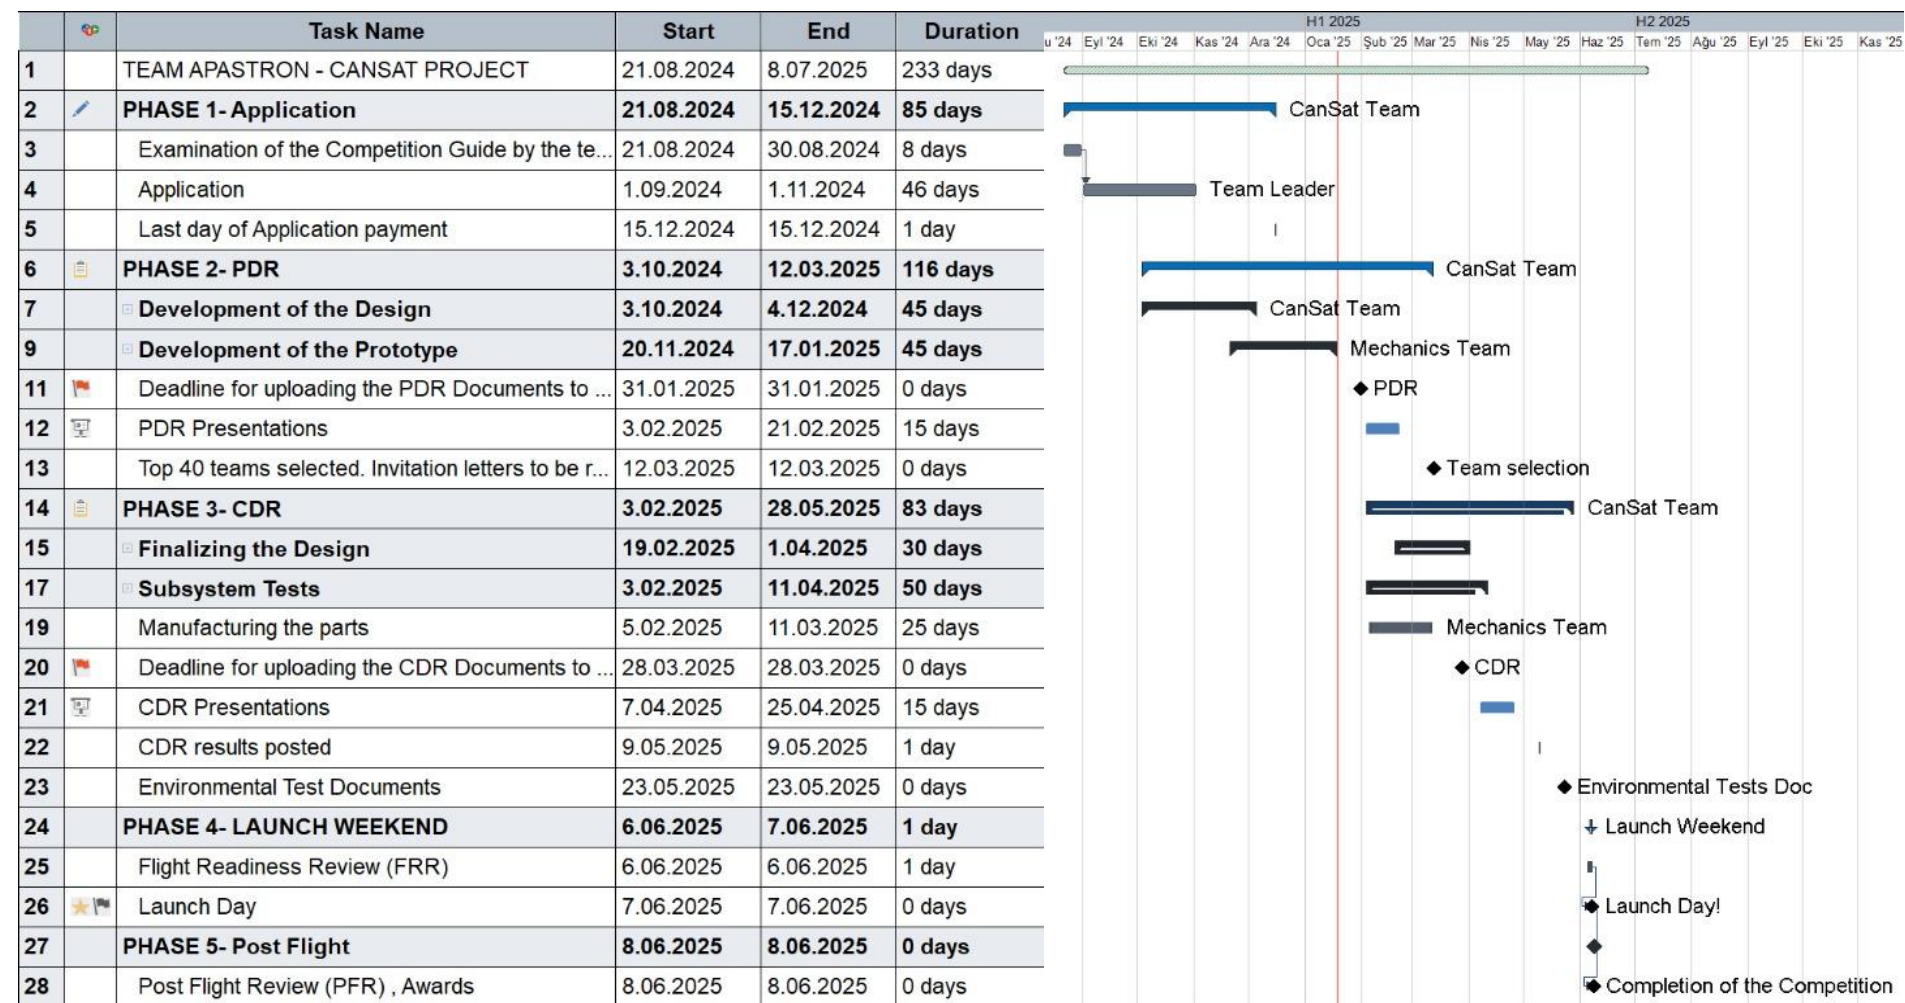 Task Name Start End Duration H1 2025 H2 2025
u '24 Eyl '24 Eki '24 Kas '24 Ara '24 Oca '25 Şub '25 Mar '25 Nis '25 May '25 Haz '25 Tem '25 Ağu '25 Eyl '25 Eki '25 Kas '25
1 TEAM APASTRON - CANSAT PROJECT 21.08.2024 8.07.2025 233 days
2 PHASE 1- Application 21.08.2024 15.12.2024 85 days CanSat Team
3 Examination of the Competition Guide by the te... 21.08.2024 30.08.2024 8 days
4 Application 1.09.2024 1.11.2024 46 days Team Leader
5 Last day of Application payment 15.12.2024 15.12.2024 1 day
6 PHASE 2- PDR 3.10.2024 12.03.2025 116 days CanSat Team
7 Development of the Design 3.10.2024 4.12.2024 45 days CanSat Team
9 Development of the Prototype 20.11.2024 17.01.2025 45 days Mechanics Team
11 Deadline for uploading the PDR Documents to ... 31.01.2025 31.01.2025 0 days PDR
12 PDR Presentations 3.02.2025 21.02.2025 15 days
13 Top 40 teams selected. Invitation letters to be r... 12.03.2025 12.03.2025 0 days Team selection
14 PHASE 3- CDR 3.02.2025 28.05.2025 83 days CanSat Team
15 Finalizing the Design 19.02.2025 1.04.2025 30 days
17 Subsystem Tests 3.02.2025 11.04.2025 50 days
19 Manufacturing the parts 5.02.2025 11.03.2025 25 days Mechanics Team
20 Deadline for uploading the CDR Documents to ... 28.03.2025 28.03.2025 0 days CDR
21 CDR Presentations 7.04.2025 25.04.2025 15 days
22 CDR results posted 9.05.2025 9.05.2025 1 day
23 Environmental Test Documents 23.05.2025 23.05.2025 0 days Environmental Tests Doc
24 PHASE 4- LAUNCH WEEKEND 6.06.2025 7.06.2025 1 day Launch Weekend
25 Flight Readiness Review (FRR) 6.06.2025 6.06.2025 1 day
26 Launch Day 7.06.2025 7.06.2025 0 days Launch Day!
27 PHASE 5- Post Flight 8.06.2025 8.06.2025 0 days
28 Post Flight Review (PFR) , Awards 8.06.2025 8.06.2025 0 days Completion of the Competition